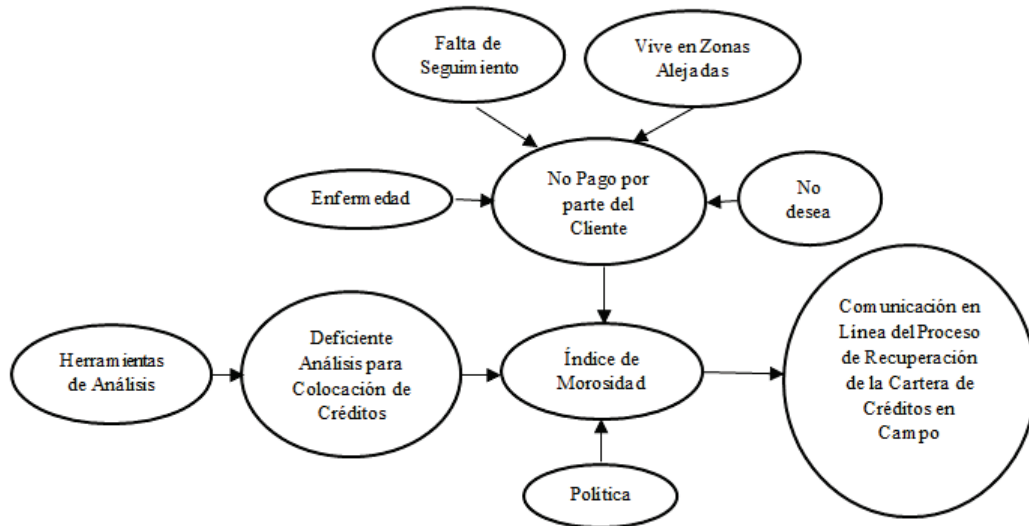 Falta de
Seguimiento
Vive en Zonas
Alejadas
Enfermedad
No Pago por
parte del
Cliente
No
desea
Herramientas
de Análisis
Deficiente
Análisis para
Colocación de
Créditos
Índice de
Morosidad
Comunicación en
Línea del Proceso
de Recuperación
de la Cartera de
Créditos en
Campo
Política